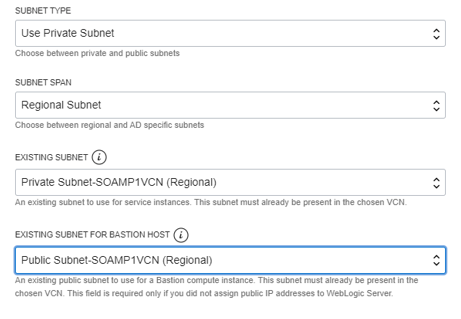 SUBNET TYPE
Use Private Subnet
Choose between private and public subnets
SUBNET SPAN
Regional Subnet
Choose between regional and AD specific subnets
EXISTING SUBNET i
Private Subnet-SOAMP1VCN (Regional)
An existing subnet to use for service instances. This subnet must already be present in the chosen VCN.
EXISTING SUBNET FOR BASTION HOST i
Public Subnet-SOAMP1VCN (Regional)
An existing public subnet to use for a Bastion compute instance. This subnet must already be present in the
chosen VCN. This field is required only if you did not assign public IP addresses to WebLogic Server.